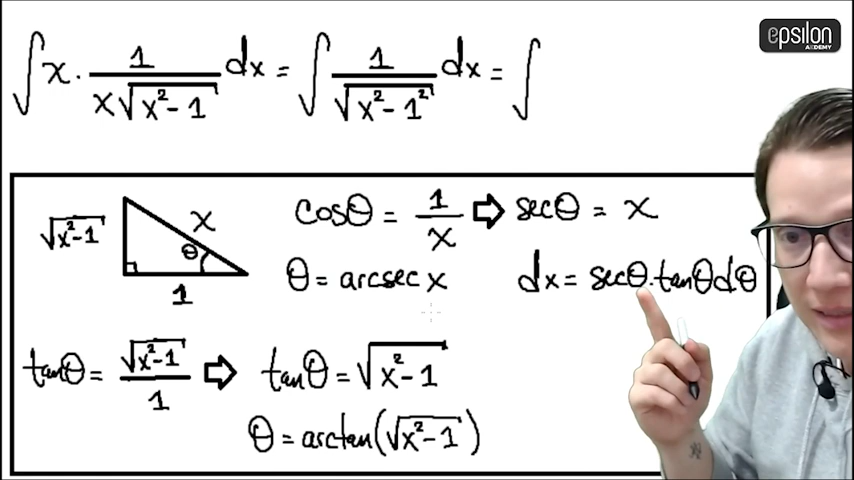 epsilon
AKDEMY
∫ x · 1/(x√(x²-1)) dx = ∫ 1/√(x²-1²) dx = ∫
√(x²-1) x θ 1
cosθ = 1/x ⇨ secθ = x
θ = arcsec x
dx = secθ·tanθ dθ
tanθ = √(x²-1)/1 ⇨ tanθ = √(x²-1)
θ = arctan(√(x²-1))